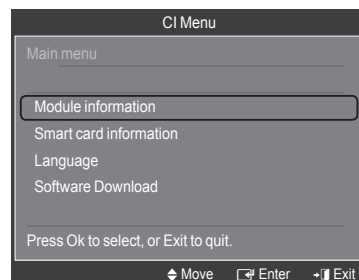 CI Menu
Main menu
Module information
Smart card information
Language
Software Download
Press Ok to select, or Exit to quit.
Move Enter Exit